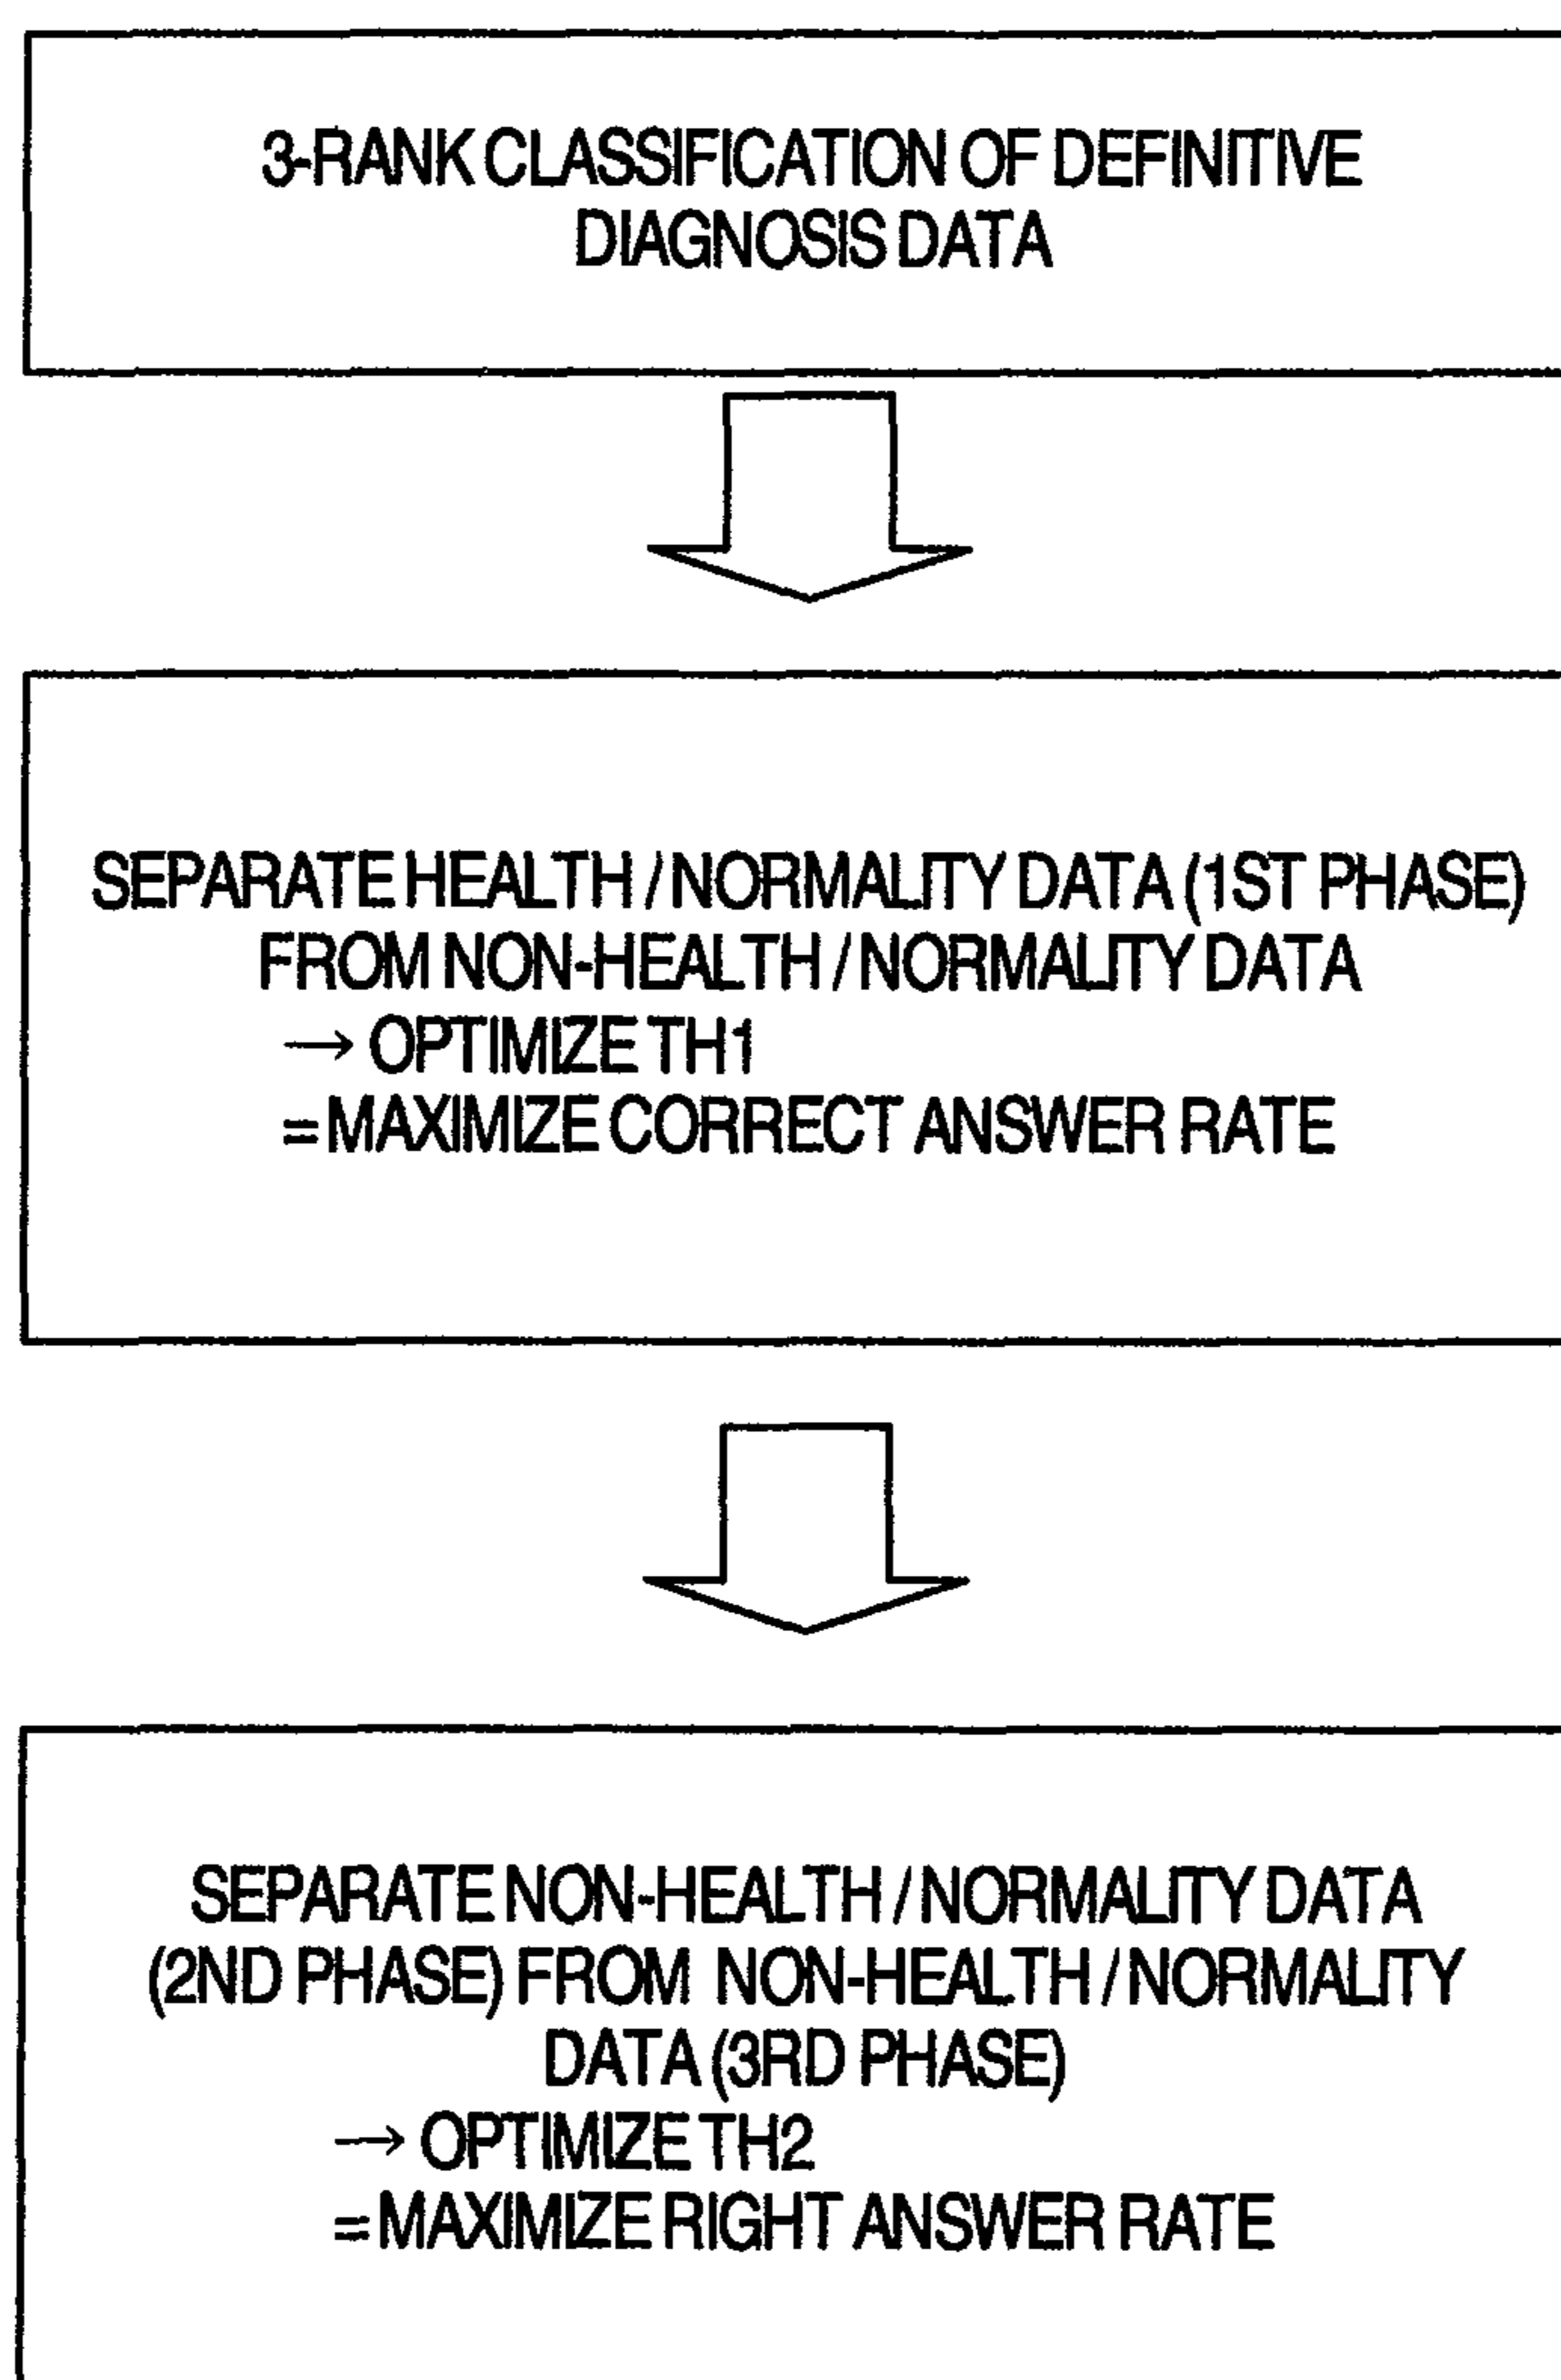 3-RANK CLASSIFICATION OF DEFINITIVE
DIAGNOSIS DATA
SEPARATE HEALTH / NORMALITY DATA (1ST PHASE)
FROM NON-HEALTH / NORMALITY DATA
→ OPTIMIZE TH1
= MAXIMIZE CORRECT ANSWER RATE
SEPARATE NON-HEALTH / NORMALITY DATA
(2ND PHASE) FROM NON-HEALTH / NORMALITY
DATA (3RD PHASE)
→ OPTIMIZE TH2
= MAXIMIZE RIGHT ANSWER RATE